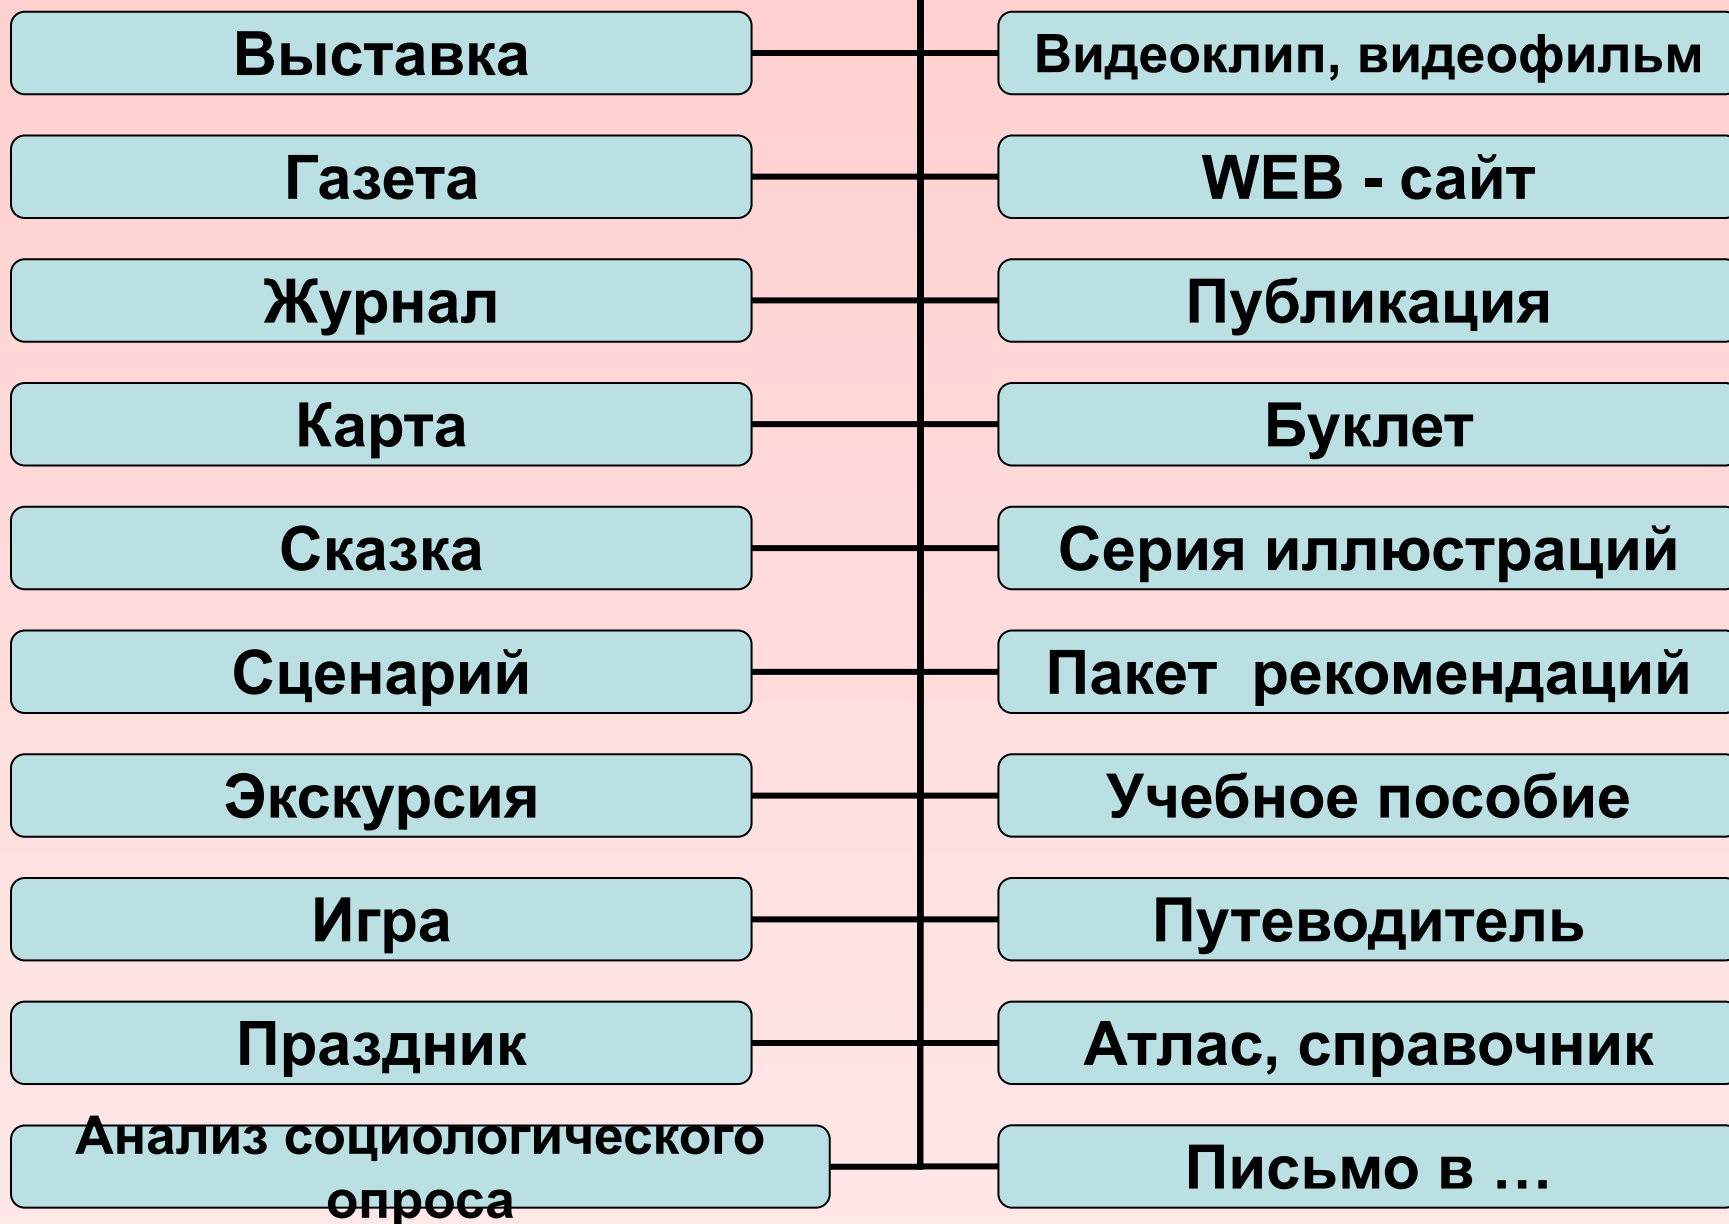 Выставка
Видеоклип, видеофильм
Газета
WEB - сайт
Журнал
Публикация
Карта
Буклет
Сказка
Серия иллюстраций
Сценарий
Пакет  рекомендаций
Экскурсия
Учебное пособие
Игра
Путеводитель
Праздник
Атлас, справочник
Анализ социологического
опроса
Письмо в …